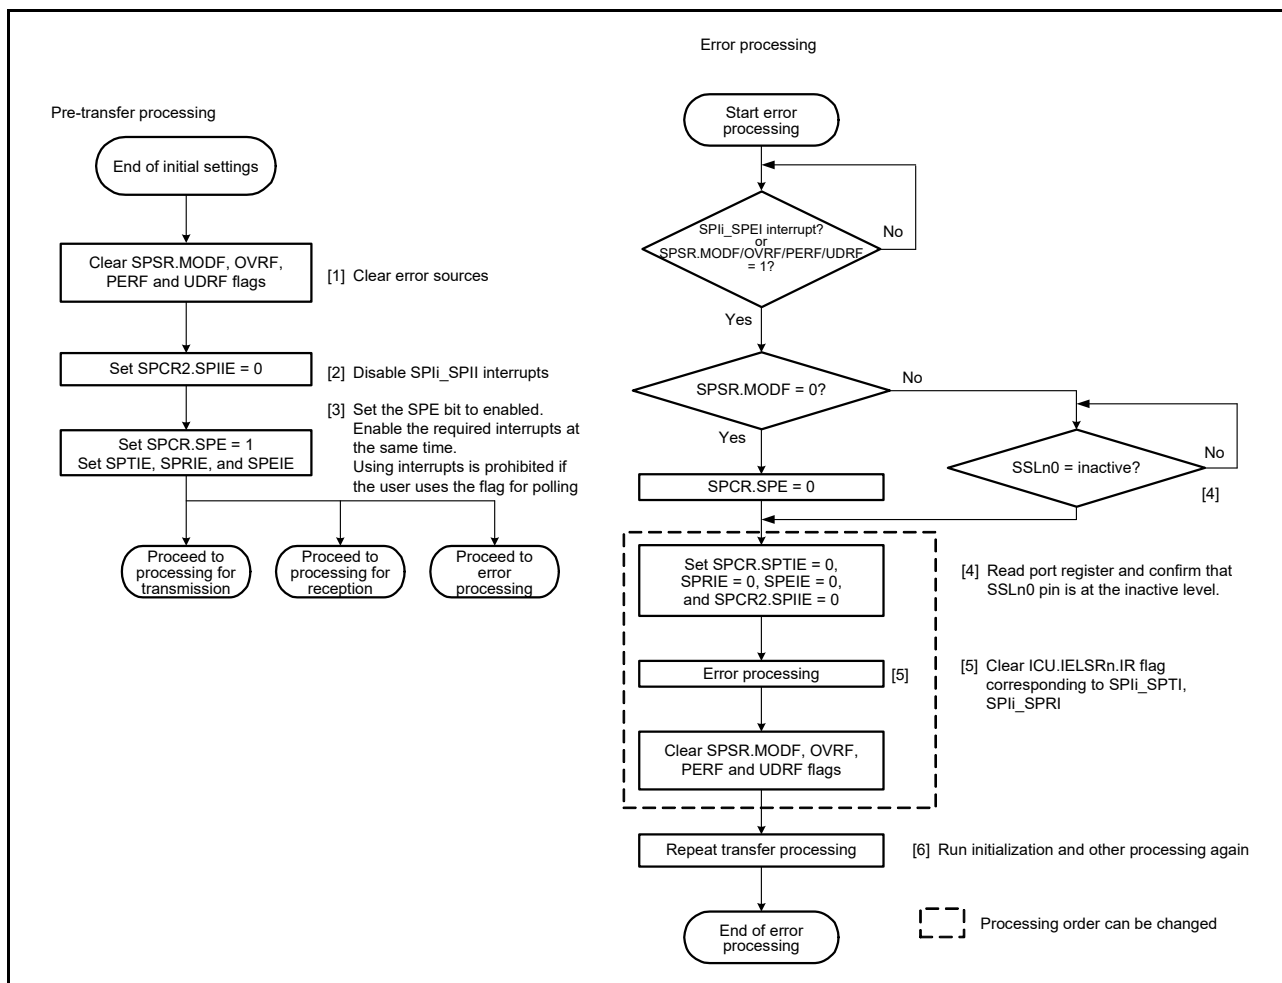 Pre-transfer processing
End of initial settings
Clear SPSR.MODF, OVRF,
PERF and UDRF flags
[1] Clear error sources
Set SPCR2.SPIIE = 0
[2] Disable SPIi_SPII interrupts
Set SPCR.SPE = 1
Set SPTIE, SPRIE, and SPEIE
[3] Set the SPE bit to enabled.
Enable the required interrupts at
the same time.
Using interrupts is prohibited if
the user uses the flag for polling
Proceed to
processing for
transmission
Proceed to
processing for
reception
Proceed to
error
processing
Error processing
Start error
processing
SPIi_SPEI interrupt?
or
SPSR.MODF/OVRF/PERF/UDRF
= 1?
No
Yes
SPSR.MODF = 0?
No
Yes
SSLn0 = inactive?
No
[4]
SPCR.SPE = 0
Set SPCR.SPTIE = 0,
SPRIE = 0, SPEIE = 0,
and SPCR2.SPIIE = 0
[4] Read port register and confirm that
SSLn0 pin is at the inactive level.
Error processing
[5]
[5] Clear ICU.IELSRn.IR flag
corresponding to SPIi_SPTI,
SPIi_SPRI
Clear SPSR.MODF, OVRF,
PERF and UDRF flags
Repeat transfer processing
[6] Run initialization and other processing again
End of error
processing
Processing order can be changed